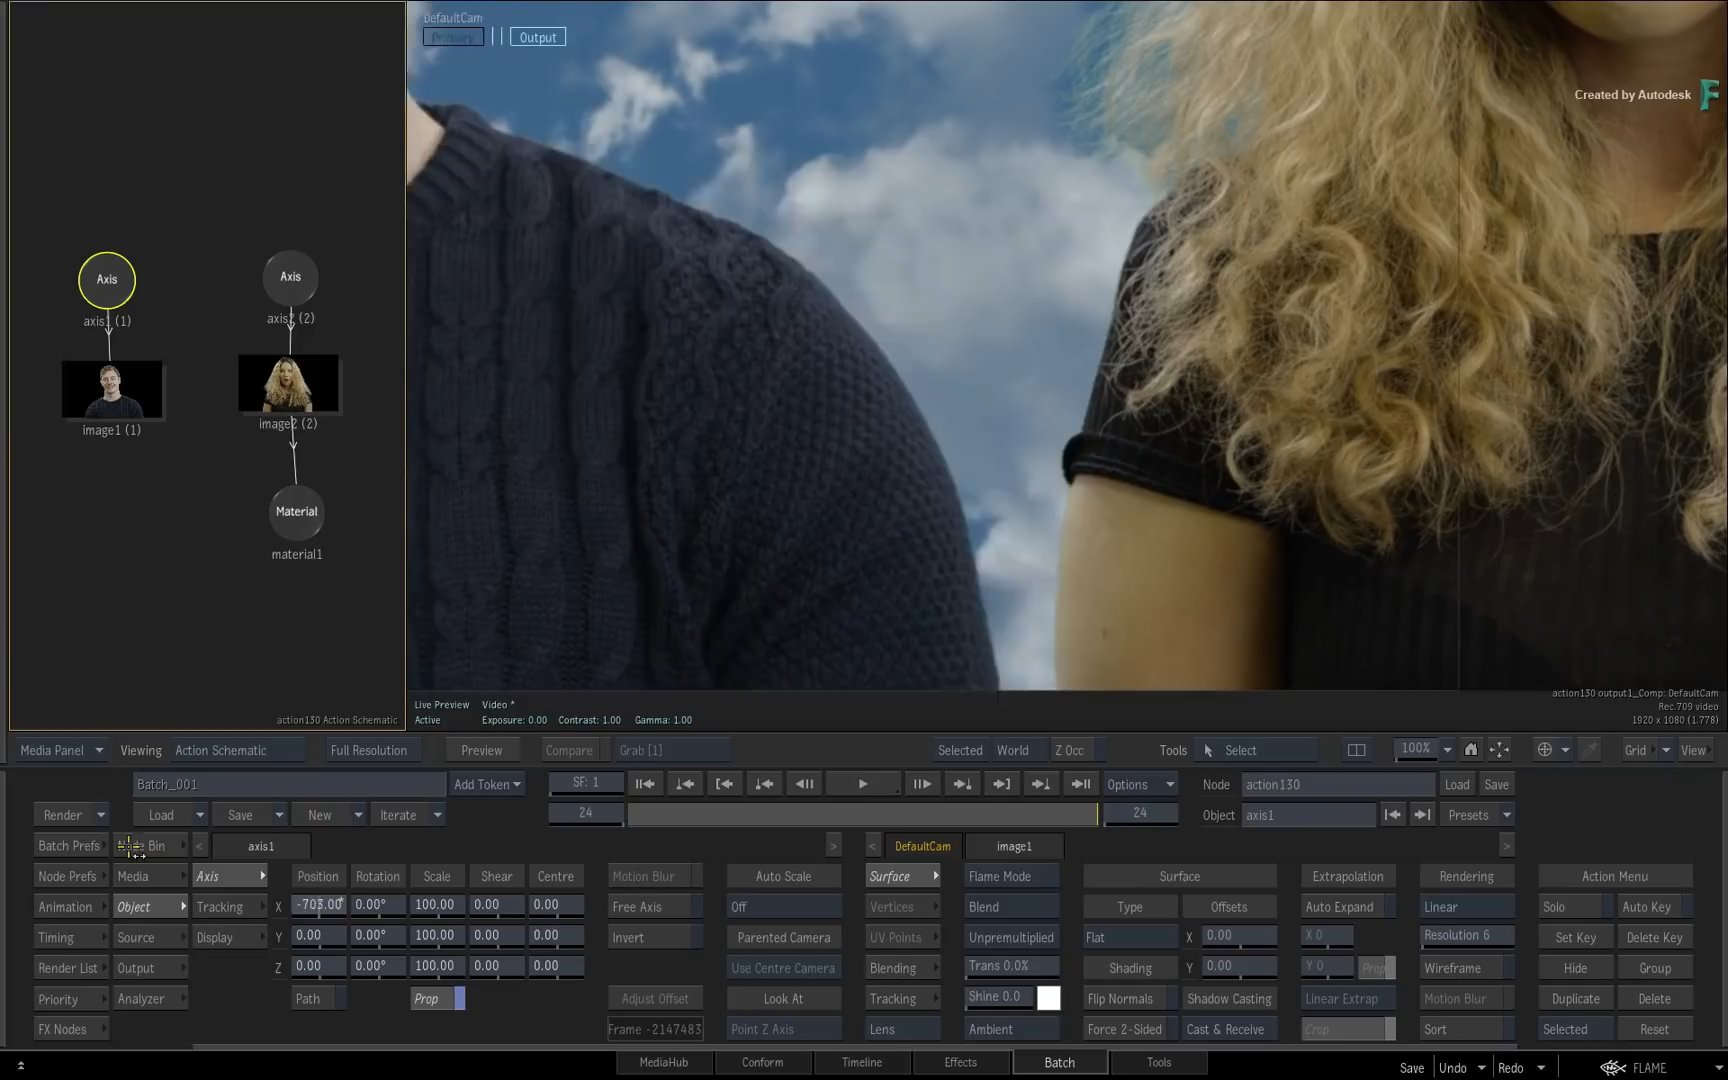 DefaultCam
Primary Output
Created by Autodesk
Axis
Axis
axis1 (1)
axis2 (2)
image1 (1)
image2 (2)
Material
material1
action130 Action Schematic
Live Preview Video *
Active Exposure: 0.00 Contrast: 1.00 Gamma: 1.00
action130 output1_Comp: DefaultCam
Rec.709 video
1920 x 1080 (1.778)
Media Panel Viewing Action Schematic Full Resolution Preview Compare Grab [1] Selected World Z Occ Tools Select 100% Grid View
Batch_001 Add Token SF: 1 Options Node action130 Load Save
Render Load Save New Iterate 24 24 Object axis1 Presets
Batch Prefs Bin < axis1 > < DefaultCam image1 >
Node Prefs Media Axis Position Rotation Scale Shear Centre Motion Blur Auto Scale Surface Flame Mode Surface Extrapolation Rendering Action Menu
Animation Object Tracking X -703.00* 0.00° 100.00 0.00 0.00 Free Axis Off Vertices Blend Type Offsets Auto Expand Linear Solo Auto Key
Timing Source Display Y 0.00 0.00° 100.00 0.00 0.00 Invert Parented Camera UV Points Unpremultiplied Flat X 0.00 X 0 Resolution 6 Set Key Delete Key
Render List Output Z 0.00 0.00° 100.00 0.00 0.00 Use Centre Camera Blending Trans 0.0% Shading Y 0.00 Y 0 Prop Wireframe Hide Group
Priority Analyzer Path Prop Adjust Offset Look At Tracking Shine 0.0 Flip Normals Shadow Casting Linear Extrap Motion Blur Duplicate Delete
FX Nodes Frame -2147483 Point Z Axis Lens Ambient Force 2-Sided Cast & Receive Crop Sort Selected Reset
MediaHub Conform Timeline Effects Batch Tools Save Undo Redo FLAME